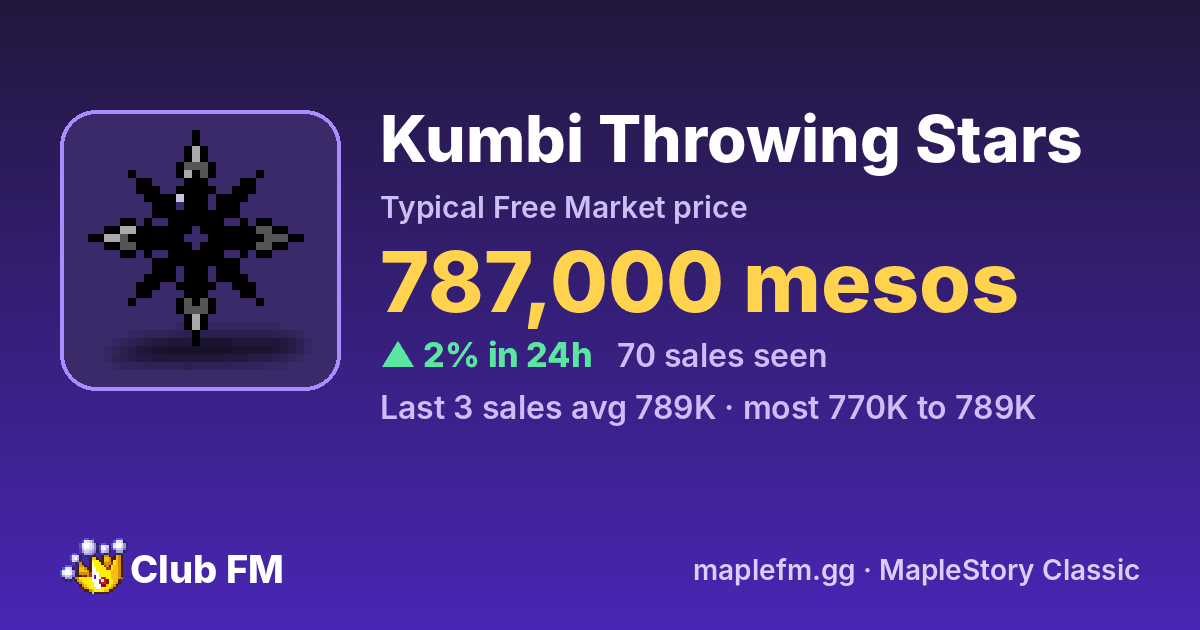 Kumbi Throwing Stars
Typical Free Market price
787,000 mesos
▲ 2% in 24h 70 sales seen
Last 3 sales avg 789K · most 770K to 789K
Club FM
maplefm.gg · MapleStory Classic